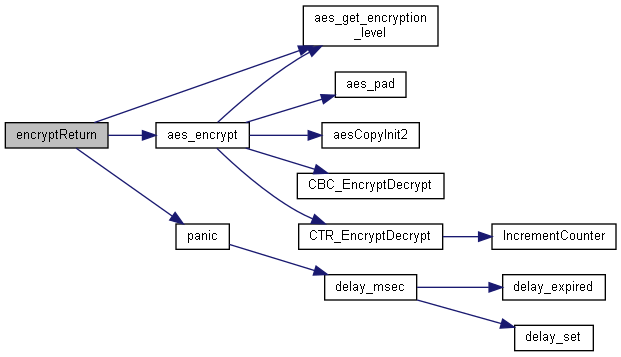 aes_get_encryption
_level
aes_pad
encryptReturn
aes_encrypt
aesCopyInit2
CBC_EncryptDecrypt
panic
CTR_EncryptDecrypt
IncrementCounter
delay_msec
delay_expired
delay_set